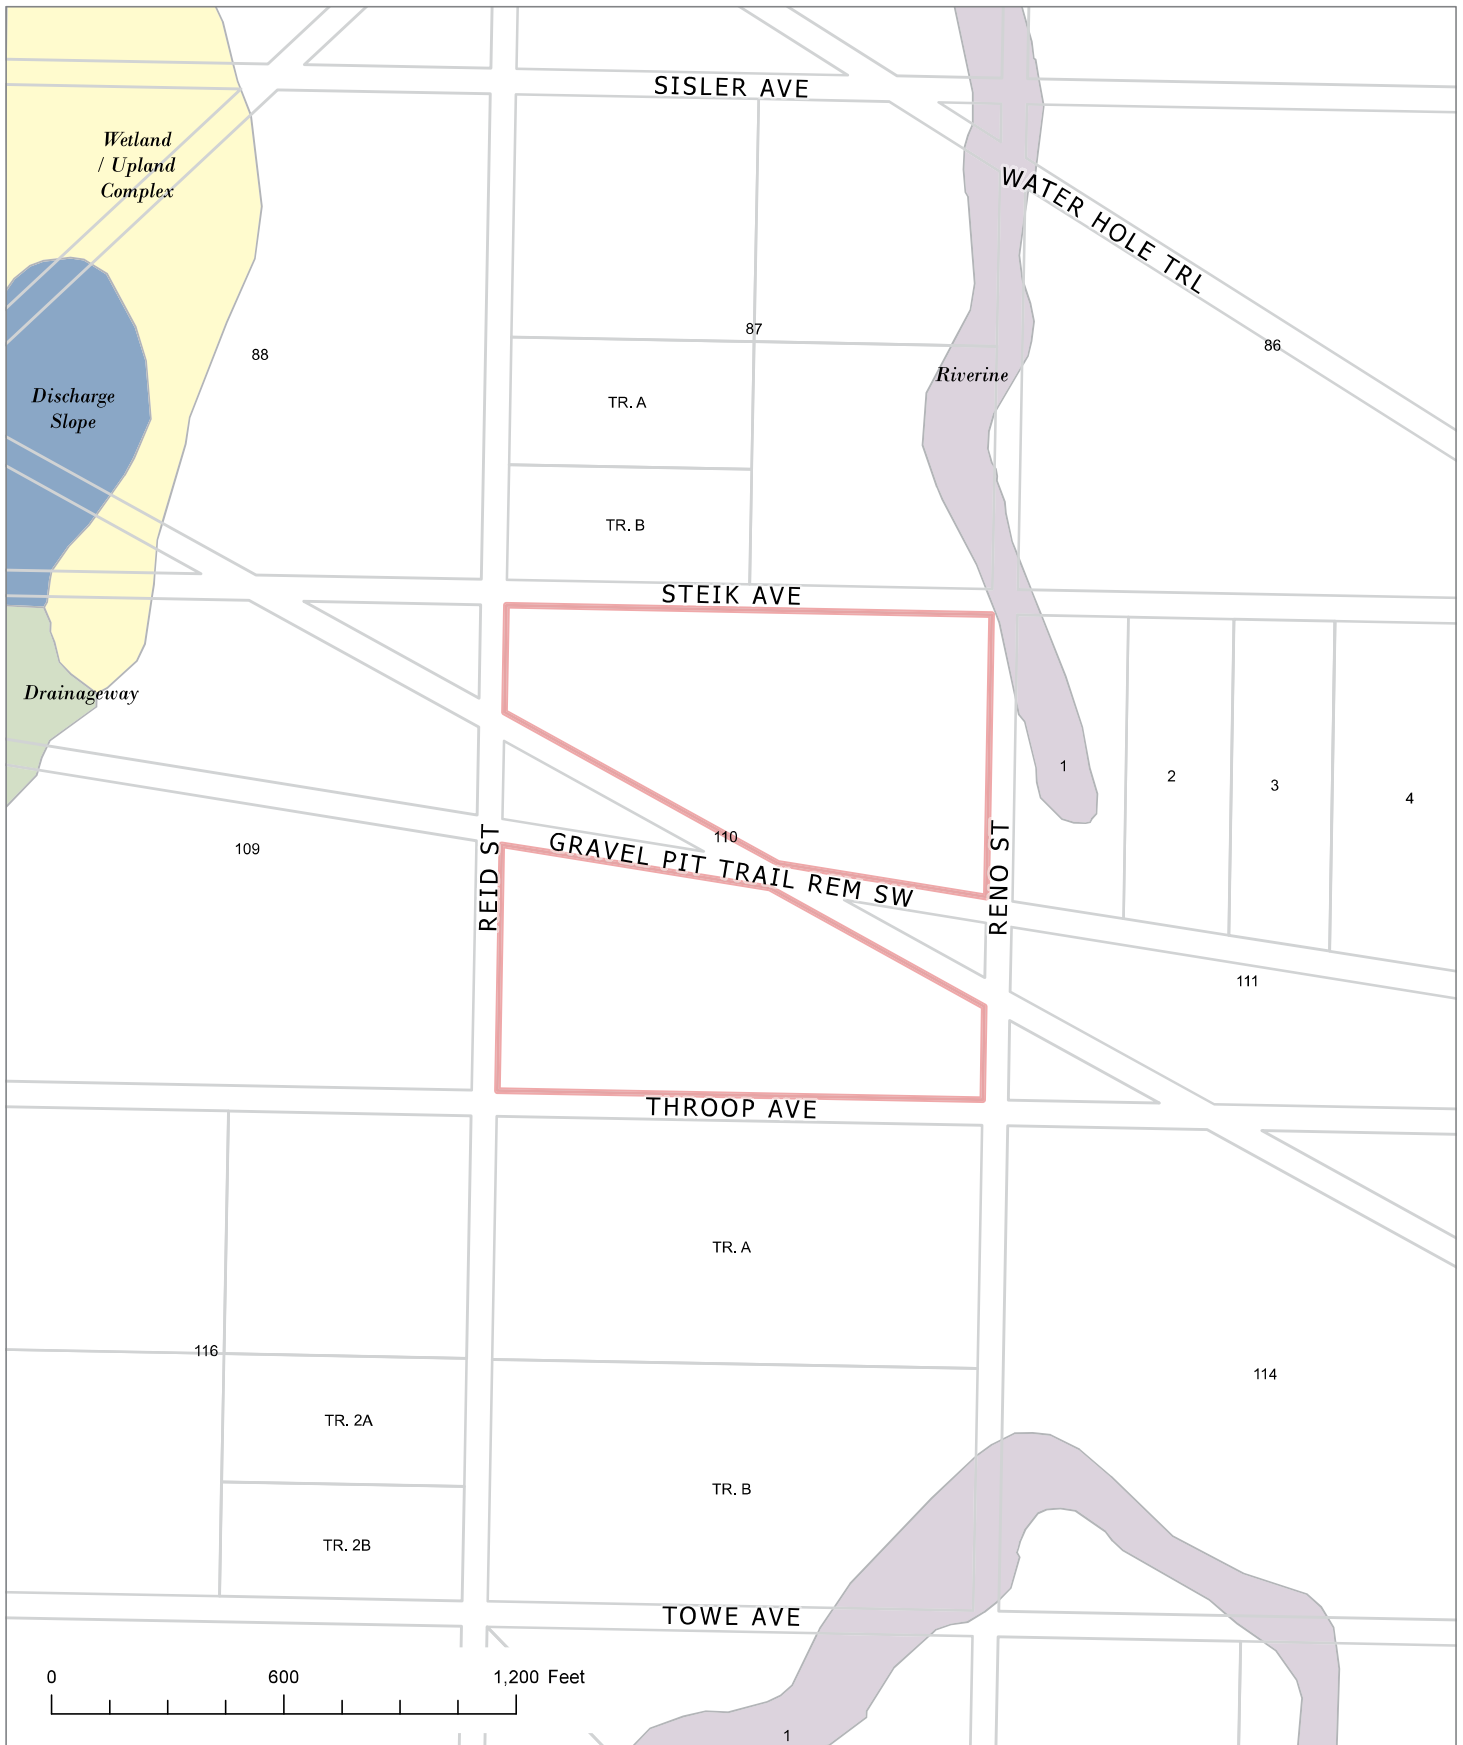 SISLER AVE
Wetland
/ Upland
Complex
WATER HOLE TRL
87
86
88
Riverine
Discharge
Slope
TR. A
TR. B
STEIK AVE
Drainageway
1
2
3
4
110
109
GRAVEL PIT TRAIL REM SW
REID ST
RENO ST
111
THROOP AVE
TR. A
116
114
TR. 2A
TR. B
TR. 2B
TOWE AVE
0 600 1,200 Feet
1